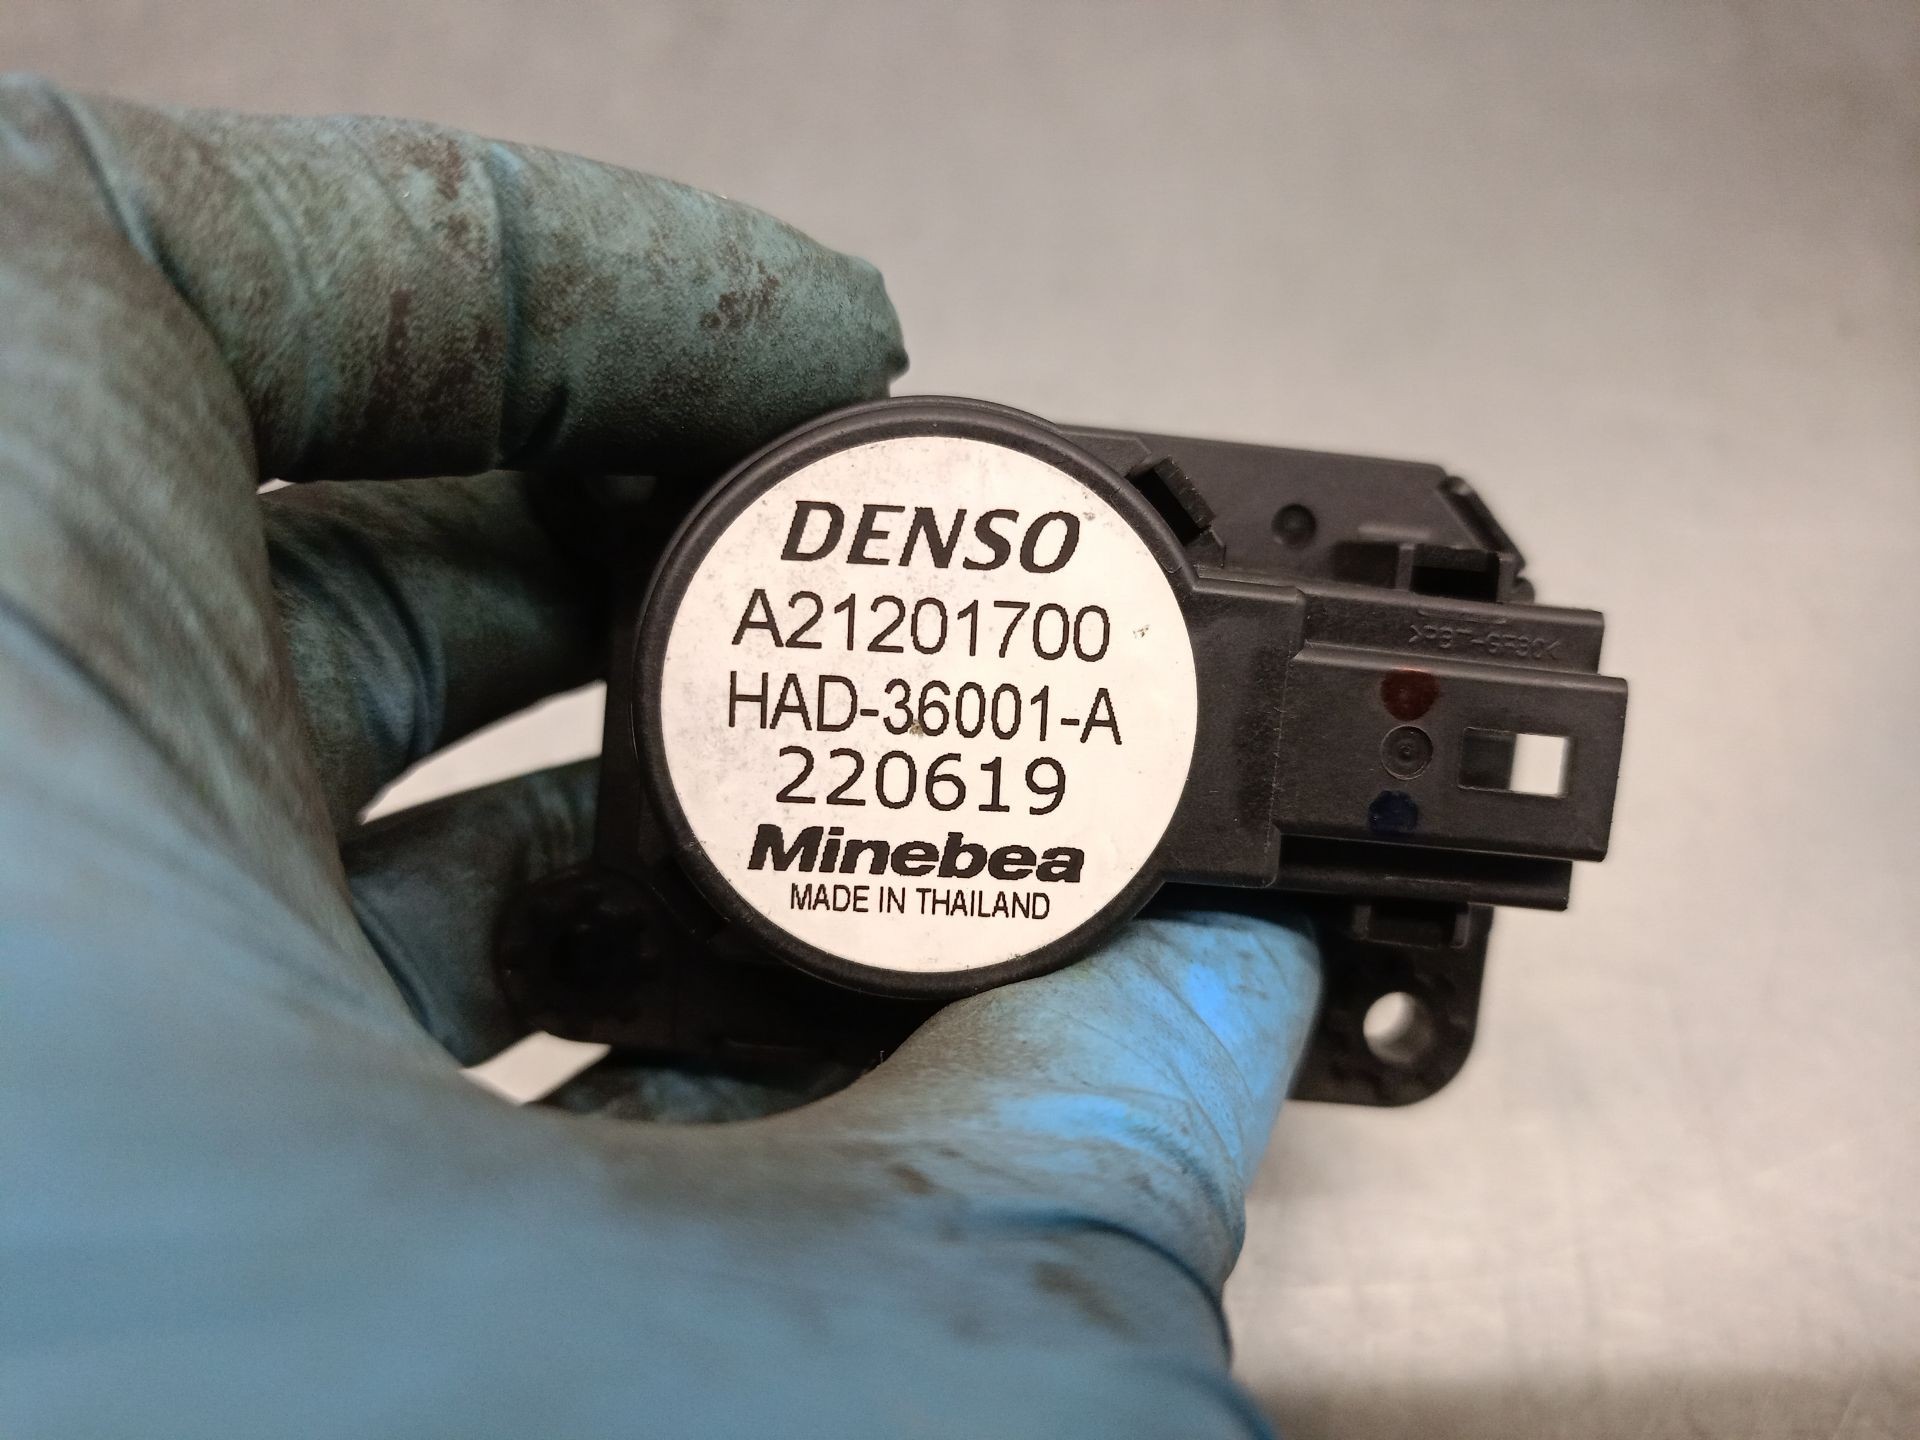 DENSO
A21201700
HAD-36001-A
220619
Minebea
MADE IN THAILAND